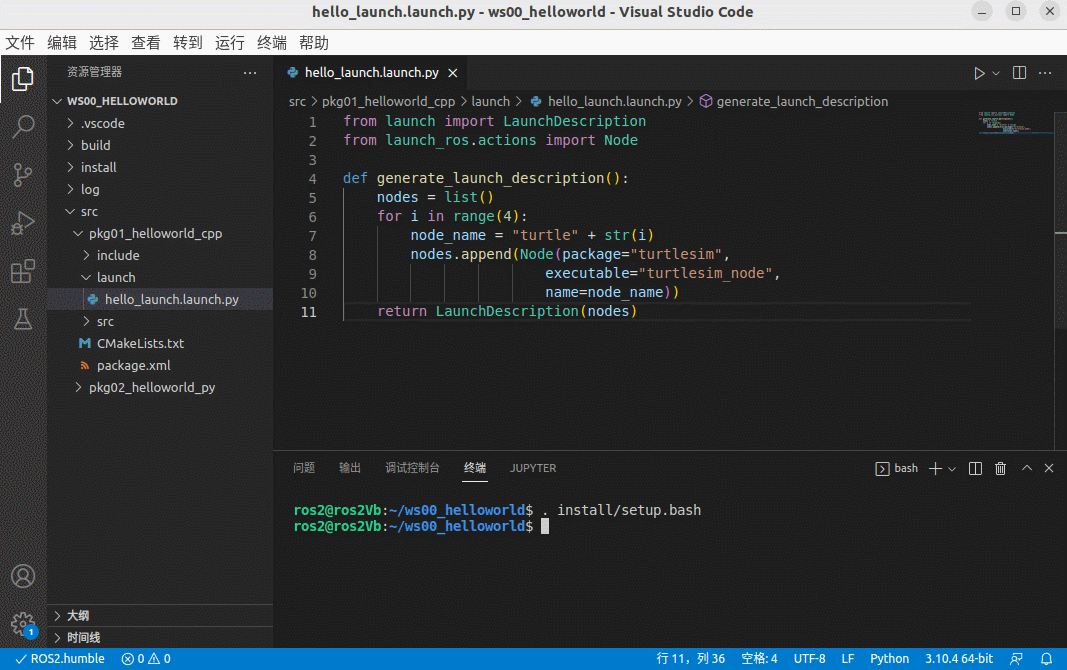 hello_launch.launch.py - ws00_helloworld - Visual Studio Code
文件 编辑 选择 查看 转到 运行 终端 帮助
资源管理器
WS00_HELLOWORLD
.vscode
build
install
log
src
pkg01_helloworld_cpp
include
launch
hello_launch.launch.py
src
CMakeLists.txt
package.xml
pkg02_helloworld_py
大纲
时间线
hello_launch.launch.py
src > pkg01_helloworld_cpp > launch > hello_launch.launch.py > generate_launch_description
1 from launch import LaunchDescription
2 from launch_ros.actions import Node
3
4 def generate_launch_description():
5     nodes = list()
6     for i in range(4):
7         node_name = "turtle" + str(i)
8         nodes.append(Node(package="turtlesim",
9                         executable="turtlesim_node",
10                         name=node_name))
11     return LaunchDescription(nodes)
问题 输出 调试控制台 终端 JUPYTER
bash
ros2@ros2Vb:~/ws00_helloworld$ . install/setup.bash
ros2@ros2Vb:~/ws00_helloworld$
1
ROS2.humble 0 0 行 11, 列 36 空格: 4 UTF-8 LF Python 3.10.4 64-bit